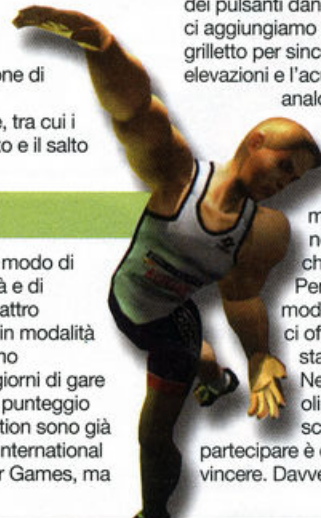 one di
e, tra cui i
o e il salto
modo di
à e di
attro
in modalità
no
giorni di gare
punteggio
tion sono già
nternational
r Games, ma
dei pulsanti dan
ci aggiungiamo
grilletto per sinc
elevazioni e l'acr
analo
m
ne
ch
Per
mod
ci of
sta
Ne
oli
sc
partecipare è
vincere. Davve